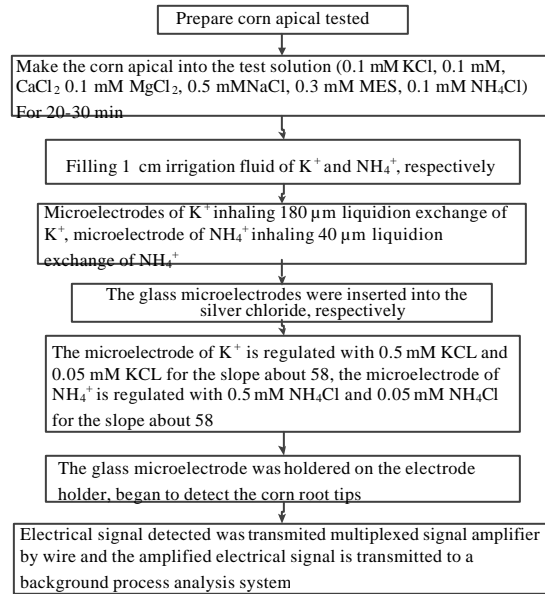 Prepare corn apical tested
Make the corn apical into the test solution (0.1 mM KCl, 0.1 mM,
CaCl₂ 0.1 mM MgCl₂, 0.5 mMNaCl, 0.3 mM MES, 0.1 mM NH₄Cl)
For 20-30 min
Filling 1 cm irrigation fluid of K⁺ and NH₄⁺, respectively
Microelectrodes of K⁺ inhaling 180 µm liquidion exchange of
K⁺, microelectrode of NH₄⁺ inhaling 40 µm liquidion
exchange of NH₄⁺
The glass microelectrodes were inserted into the
silver chloride, respectively
The microelectrode of K⁺ is regulated with 0.5 mM KCL and
0.05 mM KCL for the slope about 58, the microelectrode of
NH₄⁺ is regulated with 0.5 mM NH₄Cl and 0.05 mM NH₄Cl
for the slope about 58
The glass microelectrode was holdered on the electrode
holder, began to detect the corn root tips
Electrical signal detected was transmited multiplexed signal amplifier
by wire and the amplified electrical signal is transmitted to a
background process analysis system